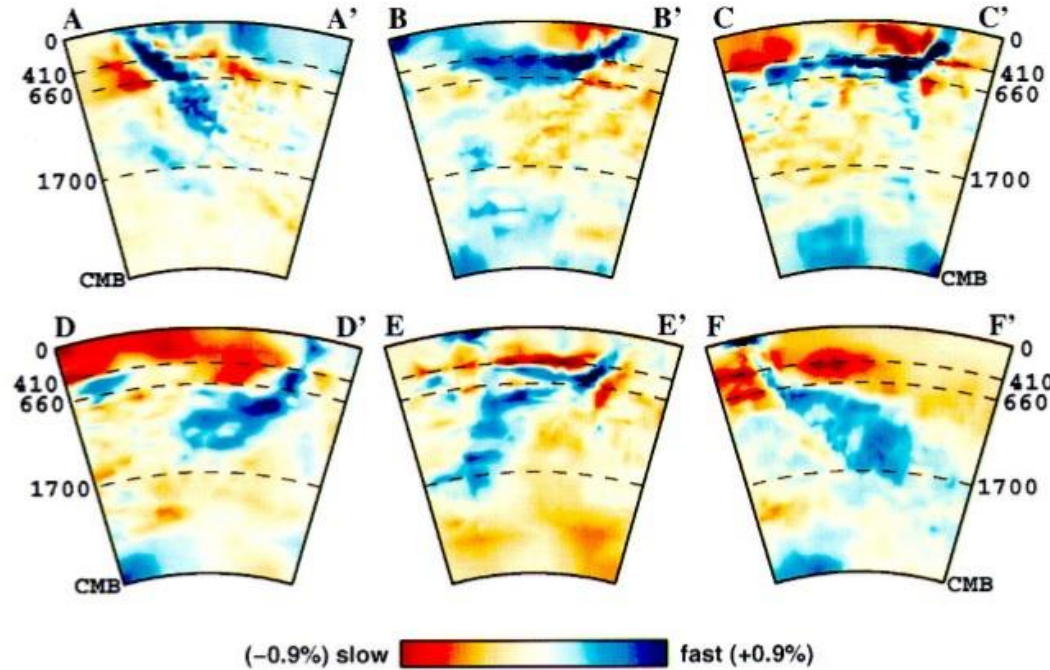 A A' B B' C C'
0 0
410 410
660 660
1700 1700
CMB CMB
D D' E E' F F'
0 0
410 410
660 660
1700 1700
CMB CMB
(-0.9%) slow fast (+0.9%)